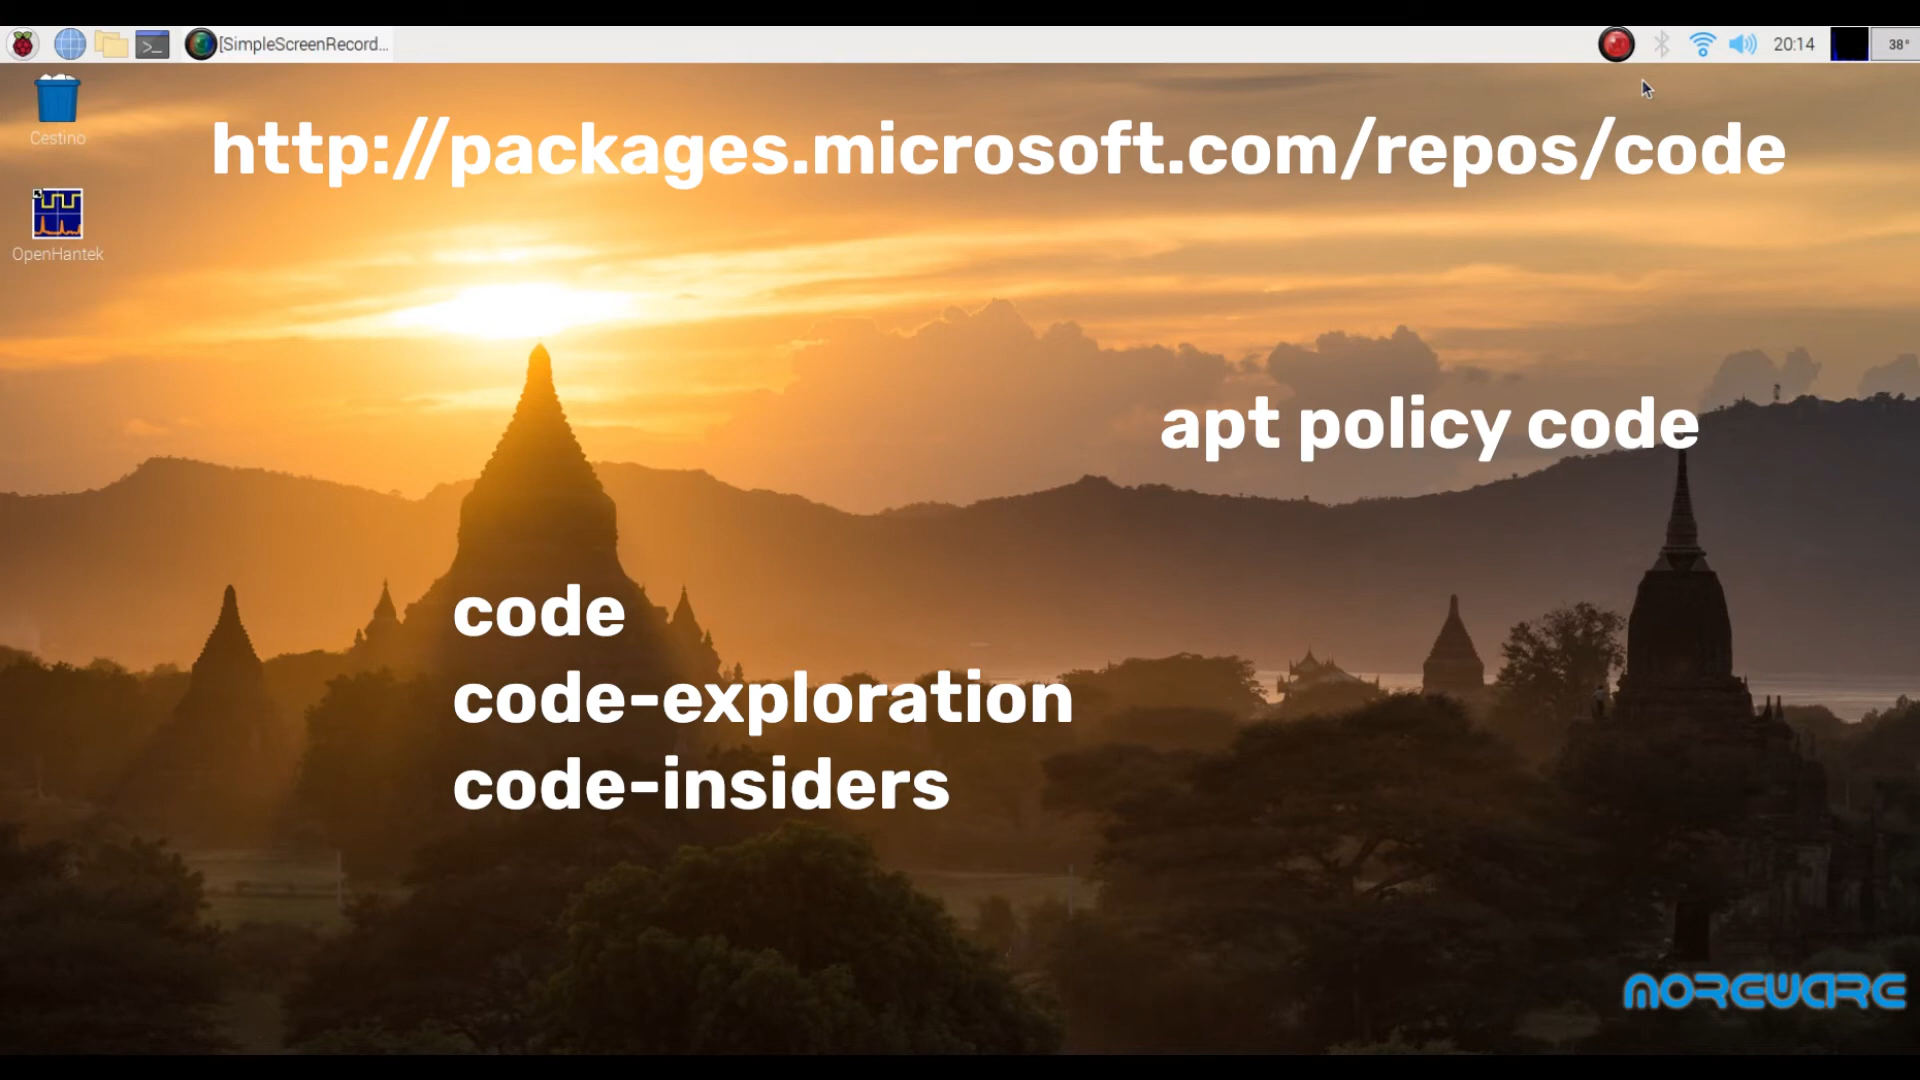 [SimpleScreenRecord...
20:14
38°
Cestino
http://packages.microsoft.com/repos/code
OpenHantek
apt policy code
code
code-exploration
code-insiders
MOREWARE